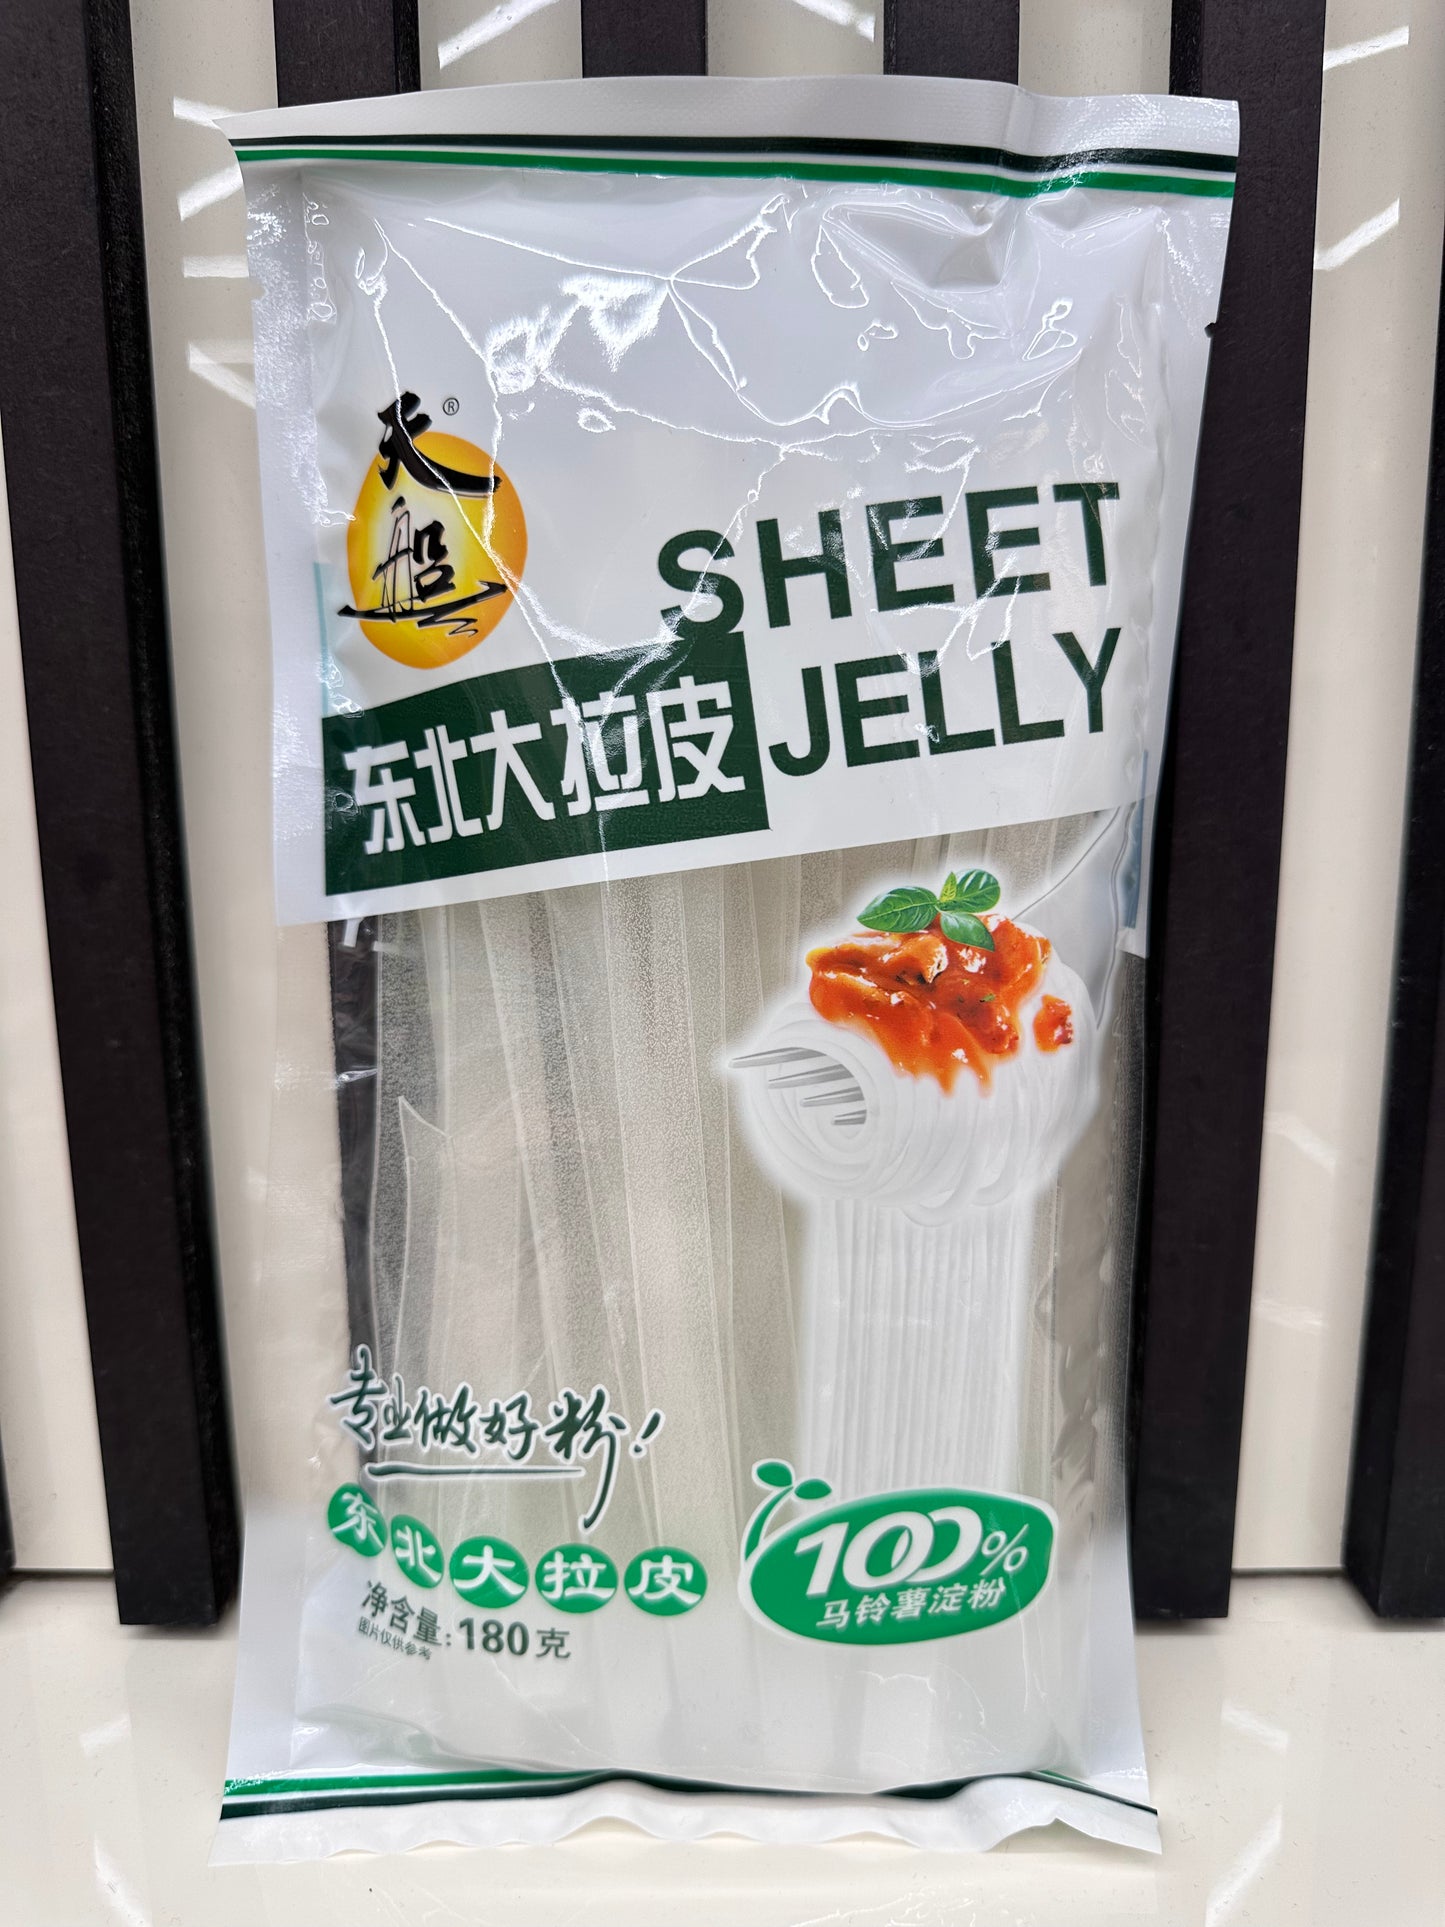 天船®
SHEET
JELLY
东北大拉皮
专业做好粉!
东北大拉皮
净含量:180克
图片仅供参考
100%
马铃薯淀粉